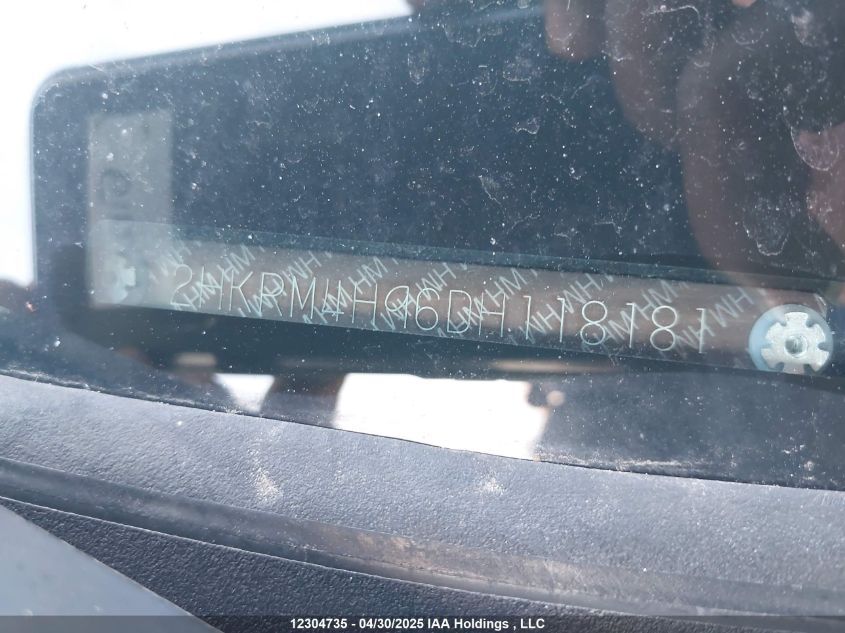 2HKRM4H96DH118181
12304735 - 04/30/2025 IAA Holdings , LLC